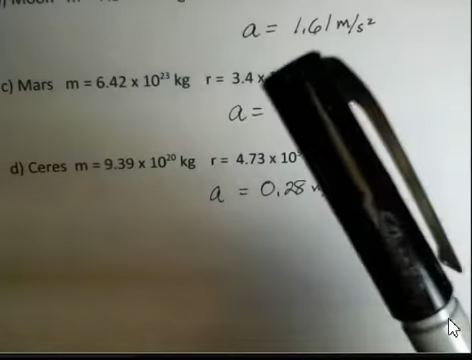 a = 1.61 m/s²
c) Mars m = 6.42 x 10²³ kg r = 3.4 x
a =
d) Ceres m = 9.39 x 10²⁰ kg r = 4.73 x 10
a = 0.28